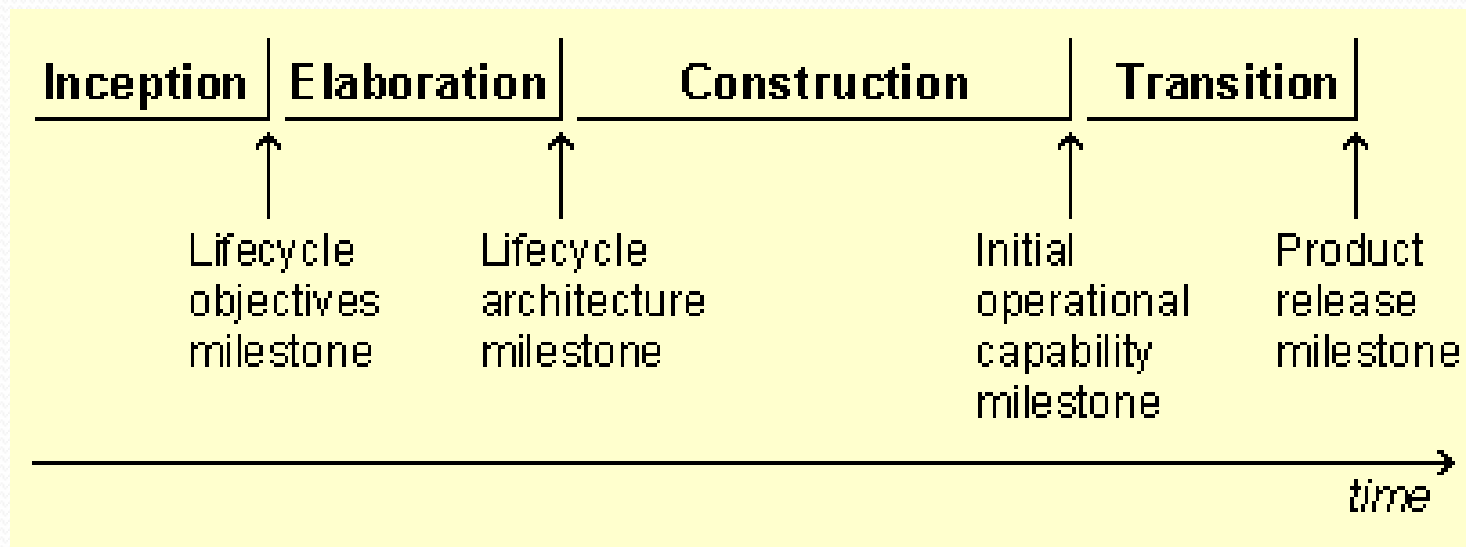 Inception Elaboration Construction Transition
Lifecycle
objectives
milestone
Lifecycle
architecture
milestone
Initial
operational
capability
milestone
Product
release
milestone
time